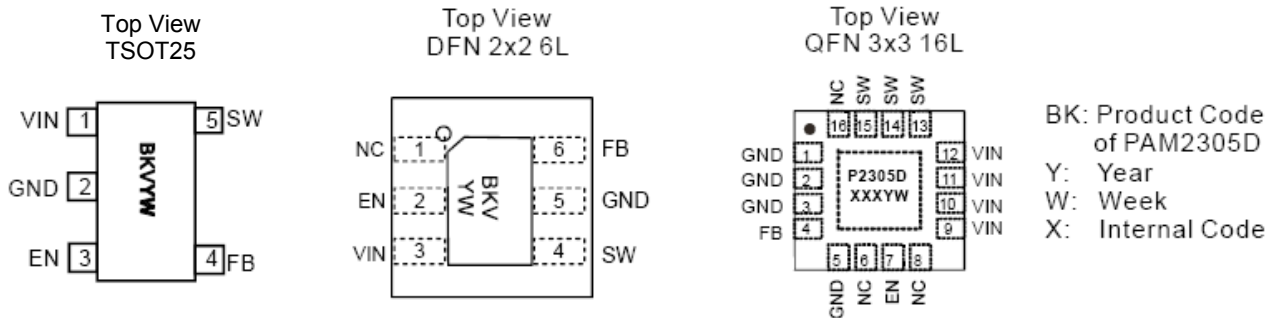 Top View
TSOT25
VIN 1
5 SW
GND 2
EN 3
4 FB
BKVYW
Top View
DFN 2x2 6L
NC 1
6 FB
EN 2
5 GND
VIN 3
4 SW
BKV
YW
Top View
QFN 3x3 16L
NC SW SW SW
16 15 14 13
GND 1
GND 2
GND 3
FB 4
12 VIN
11 VIN
10 VIN
9 VIN
P2305D
XXXYW
5 6 7 8
GND NC EN NC
BK: Product Code
of PAM2305D
Y: Year
W: Week
X: Internal Code